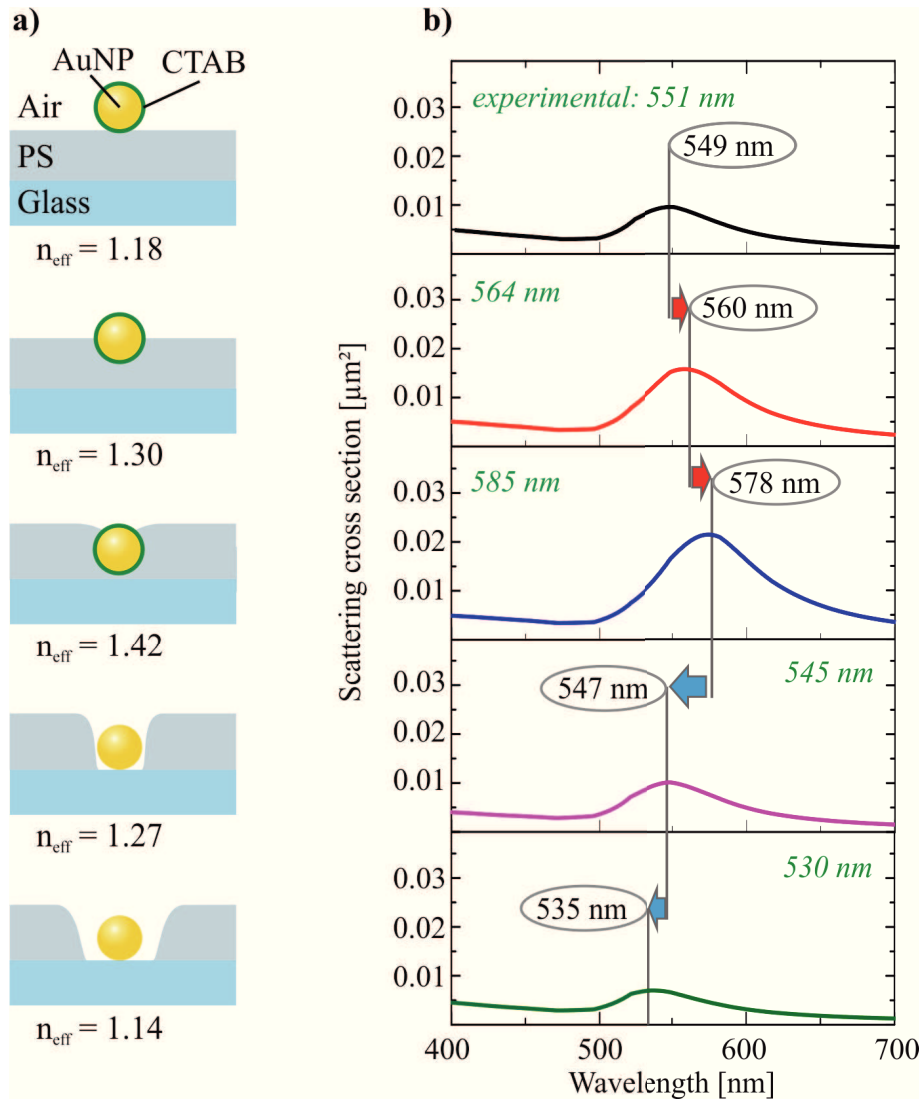 a)
AuNP
CTAB
Air
PS
Glass
n_eff = 1.18
n_eff = 1.30
n_eff = 1.42
n_eff = 1.27
n_eff = 1.14
b)
Scattering cross section [µm²]
0.03
0.02
0.01
experimental: 551 nm
549 nm
0.03
0.02
0.01
564 nm
560 nm
0.03
0.02
0.01
585 nm
578 nm
0.03
0.02
0.01
547 nm
545 nm
0.03
0.02
0.01
535 nm
530 nm
400 500 600 700
Wavelength [nm]